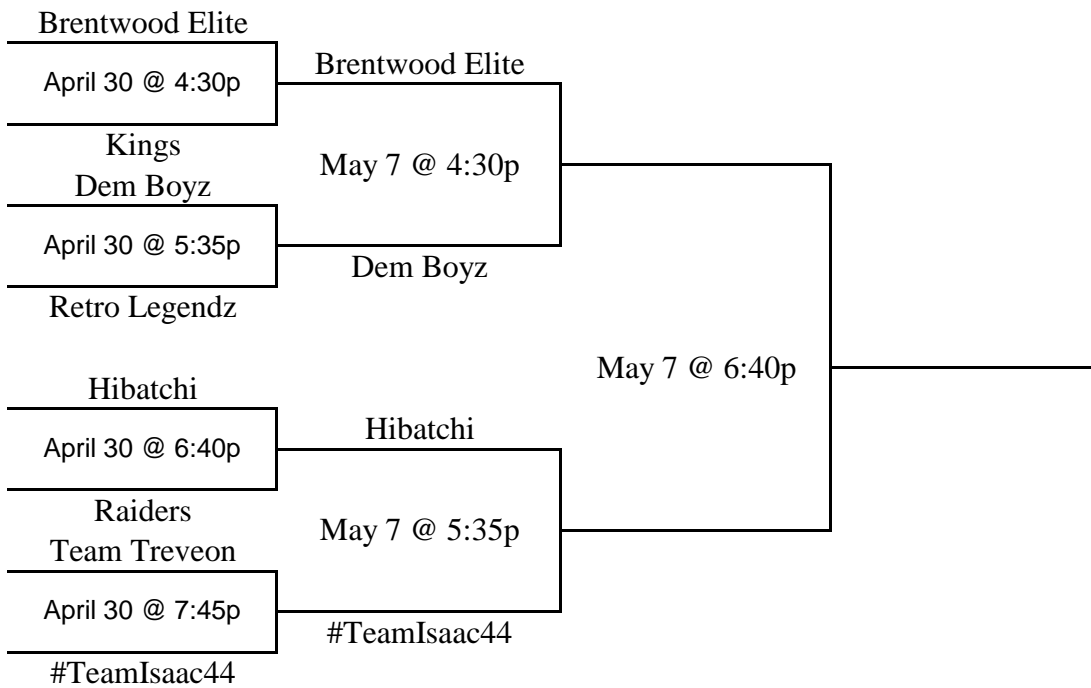 Brentwood Elite
April 30 @ 4:30p
Kings
Dem Boyz
April 30 @ 5:35p
Retro Legendz
Hibatchi
April 30 @ 6:40p
Raiders
Team Treveon
April 30 @ 7:45p
#TeamIsaac44
Brentwood Elite
May 7 @ 4:30p
Dem Boyz
Hibatchi
May 7 @ 5:35p
#TeamIsaac44
May 7 @ 6:40p